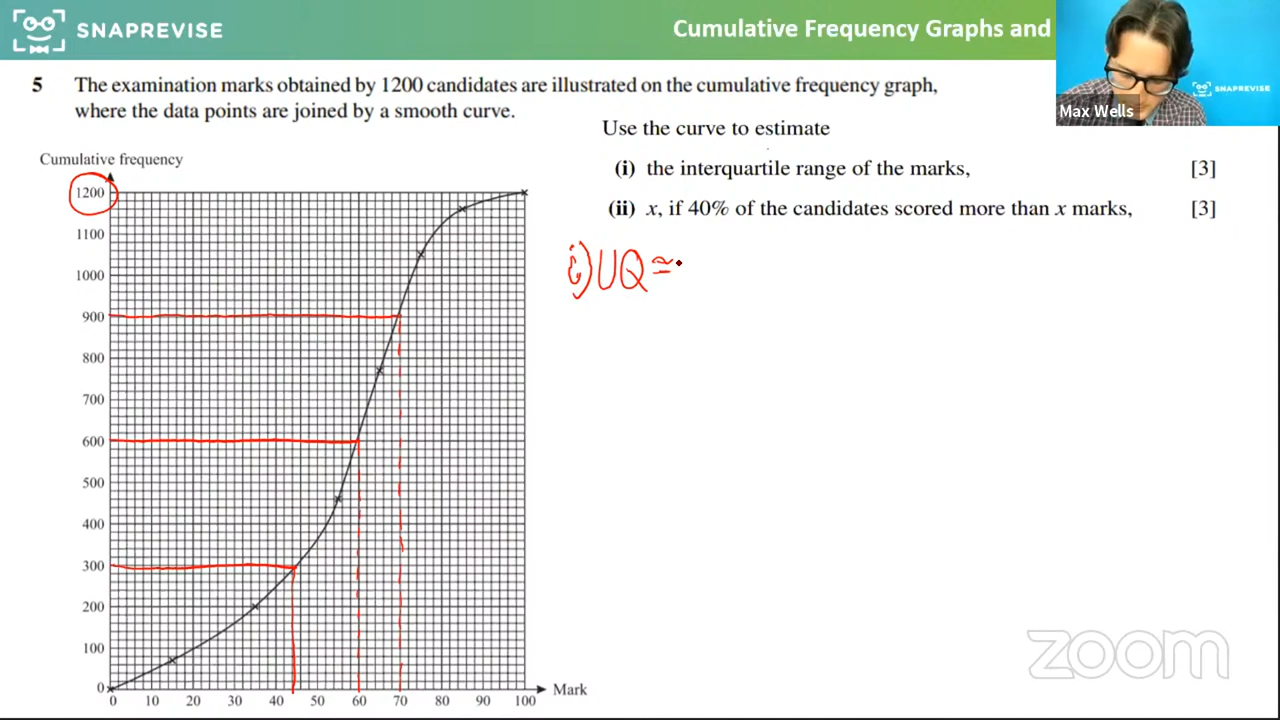 SNAPREVISE
Cumulative Frequency Graphs and
SNAPREVISE
Max Wells
5 The examination marks obtained by 1200 candidates are illustrated on the cumulative frequency graph,
where the data points are joined by a smooth curve.
Use the curve to estimate
(i) the interquartile range of the marks, [3]
(ii) x, if 40% of the candidates scored more than x marks, [3]
i) UQ ≃
Cumulative frequency
1200
1100
1000
900
800
700
600
500
400
300
200
100
0
0 10 20 30 40 50 60 70 80 90 100 Mark
zoom